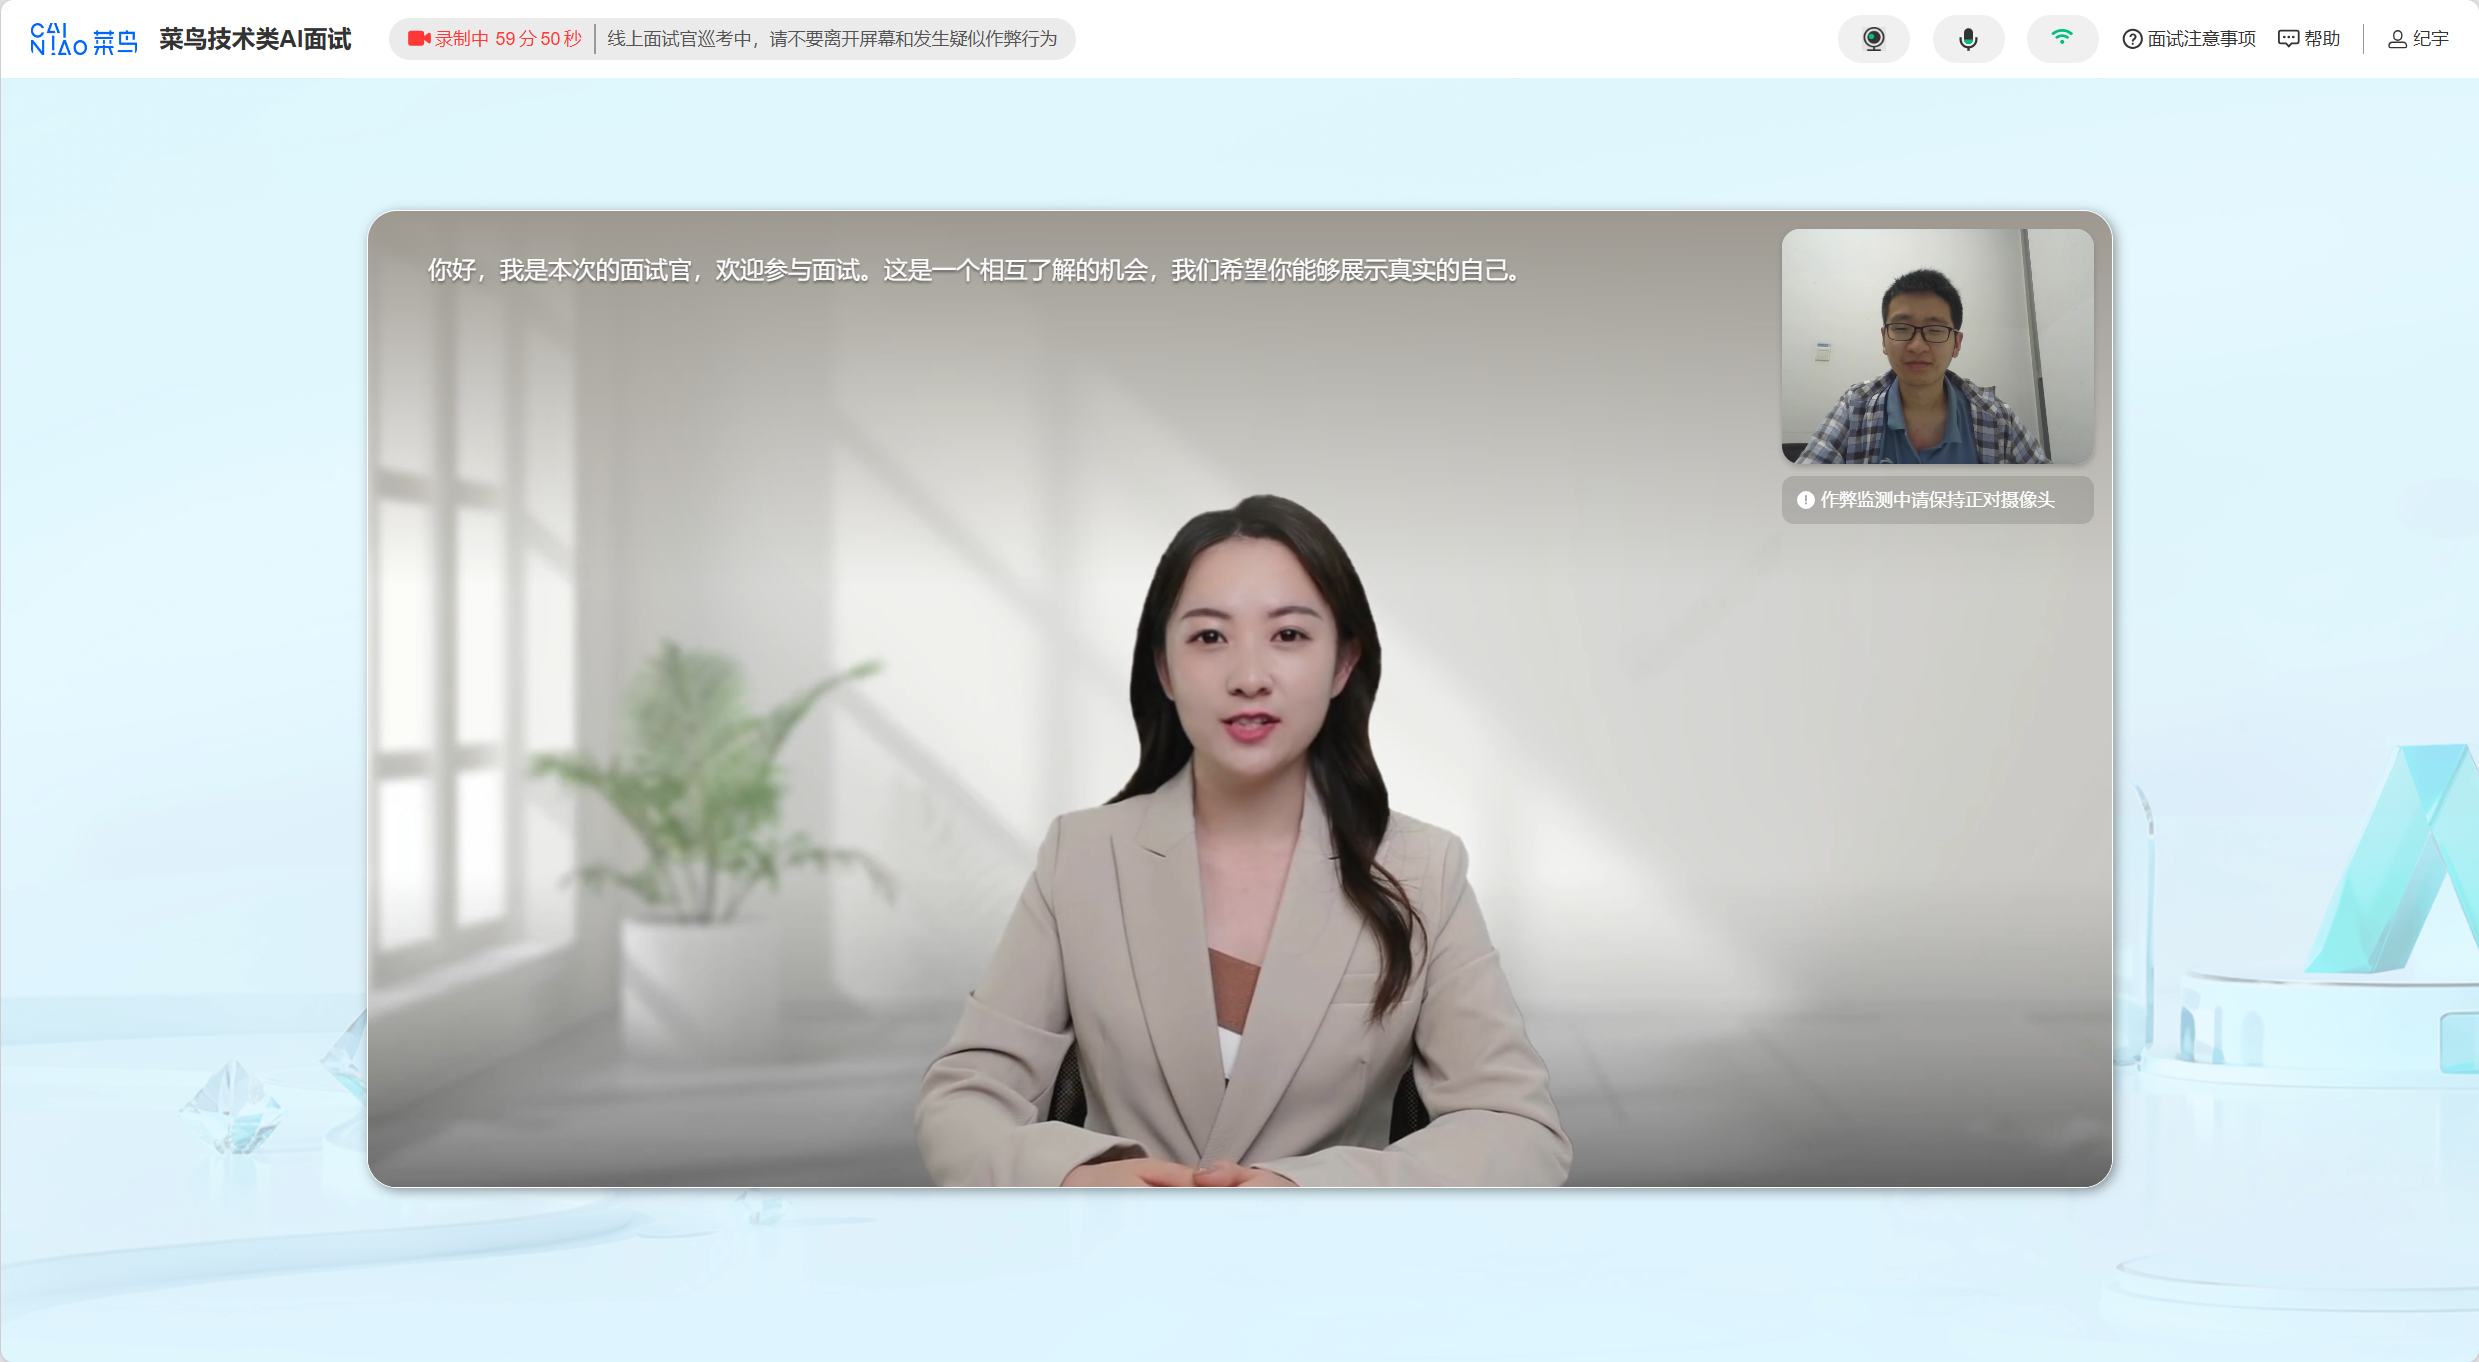 CAINIAO 菜鸟 菜鸟技术类AI面试 录制中 59分50秒 线上面试官巡考中，请不要离开屏幕和发生疑似作弊行为 面试注意事项 帮助 纪宇
你好，我是本次的面试官，欢迎参与面试。这是一个相互了解的机会，我们希望你能够展示真实的自己。
作弊监测中请保持正对摄像头